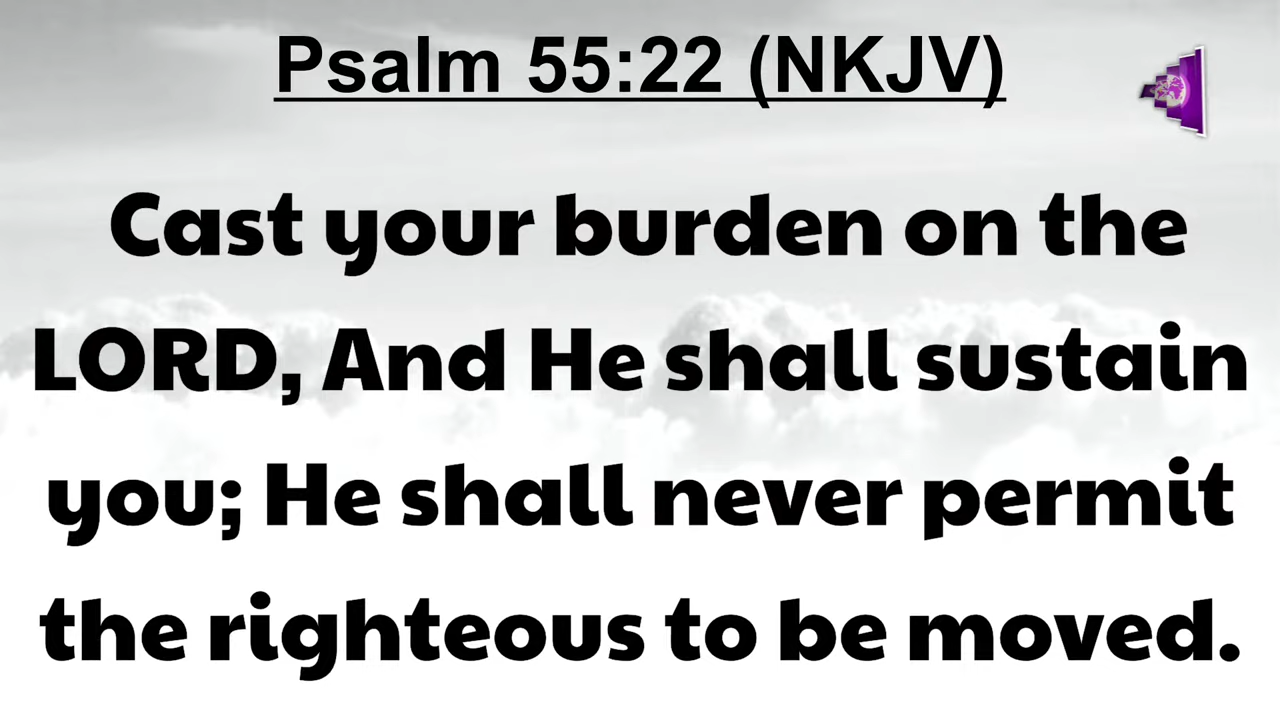 Psalm 55:22 (NKJV)
Cast your burden on the
LORD, And He shall sustain
you; He shall never permit
the righteous to be moved.